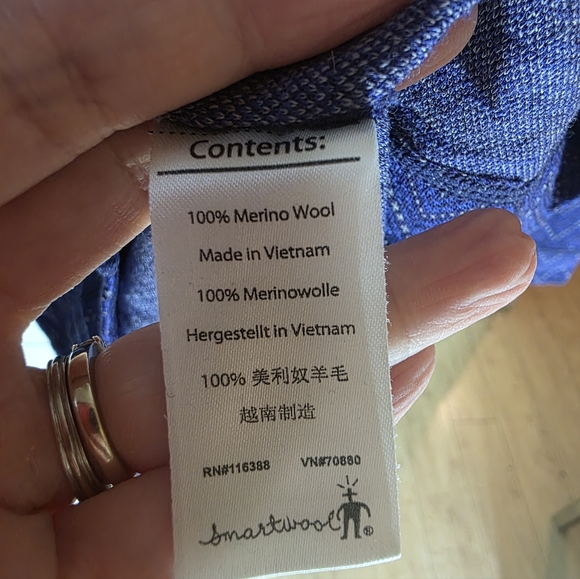 Contents:
100% Merino Wool
Made in Vietnam
100% Merinowolle
Hergestellt in Vietnam
100% 美利奴羊毛
越南制造
RN#116388 VN#70880
Smartwool®